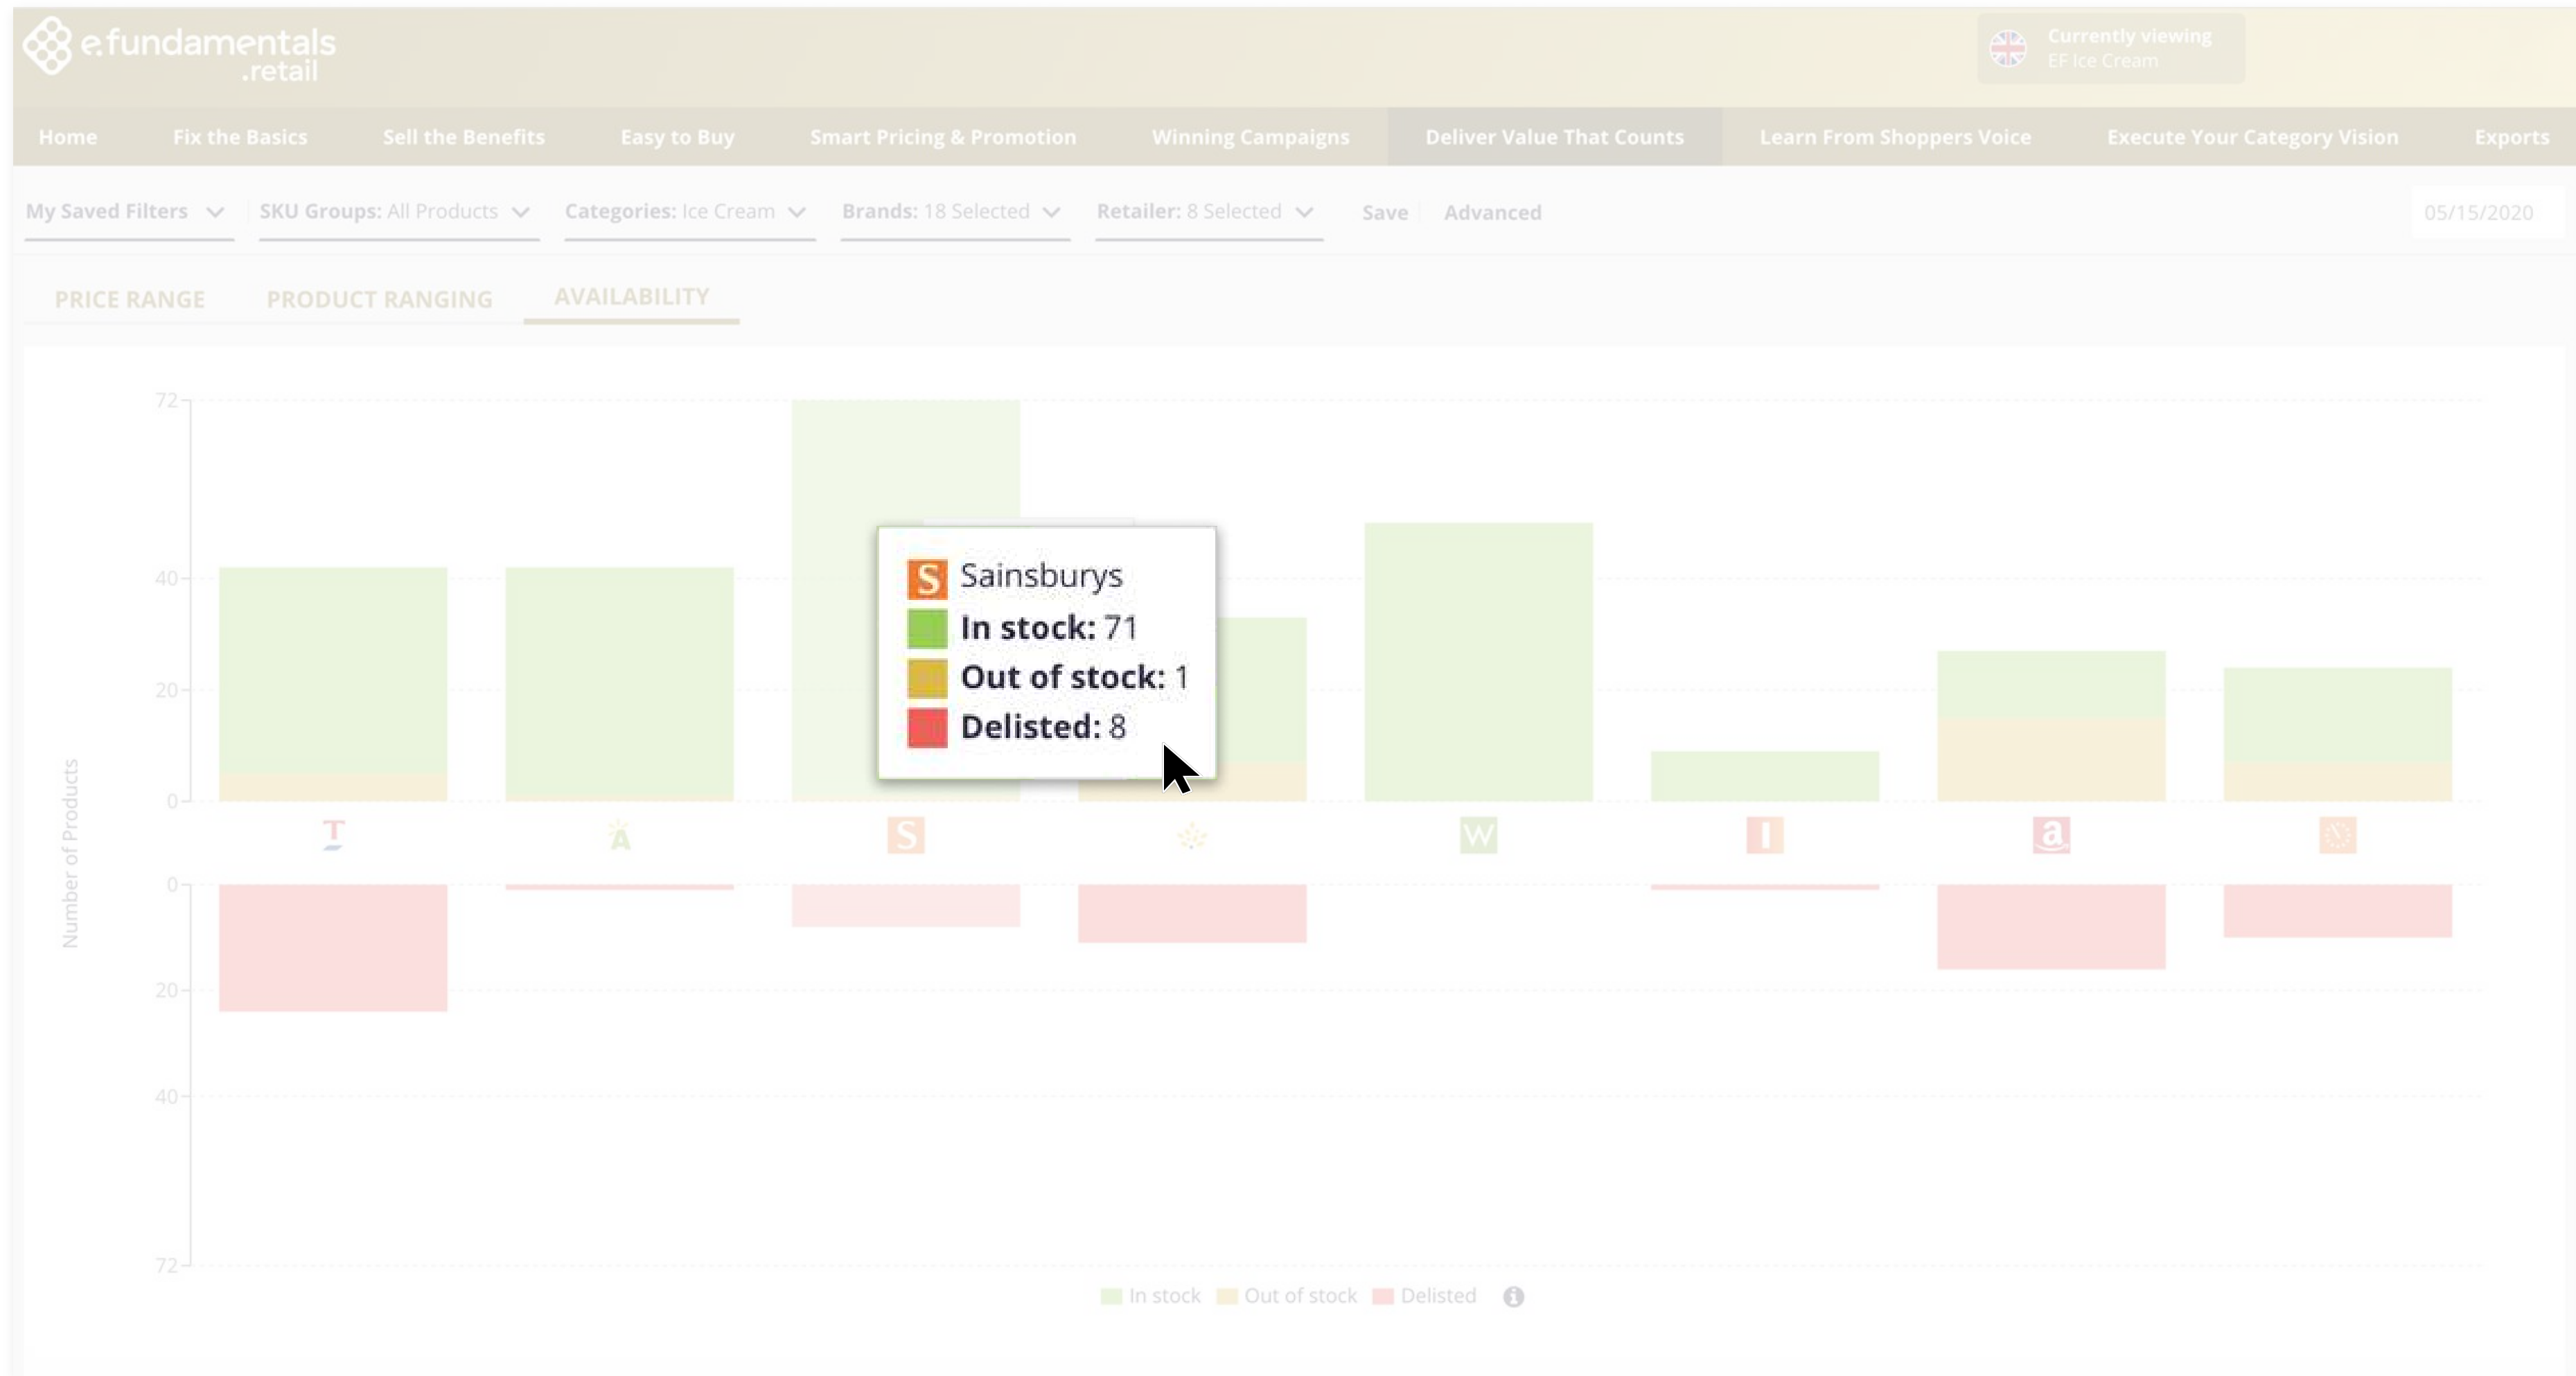 e.fundamentals
.retail
Currently viewing
EF Ice Cream
Home Fix the Basics Sell the Benefits Easy to Buy Smart Pricing & Promotion Winning Campaigns Deliver Value That Counts Learn From Shoppers Voice Execute Your Category Vision Exports
My Saved Filters SKU Groups: All Products Categories: Ice Cream Brands: 18 Selected Retailer: 8 Selected Save Advanced 05/15/2020
PRICE RANGE PRODUCT RANGING AVAILABILITY
72
40
20
0
Sainsburys
In stock: 71
Out of stock: 1
Delisted: 8
T A S W I a
Number of Products
0
20
40
72
In stock Out of stock Delisted